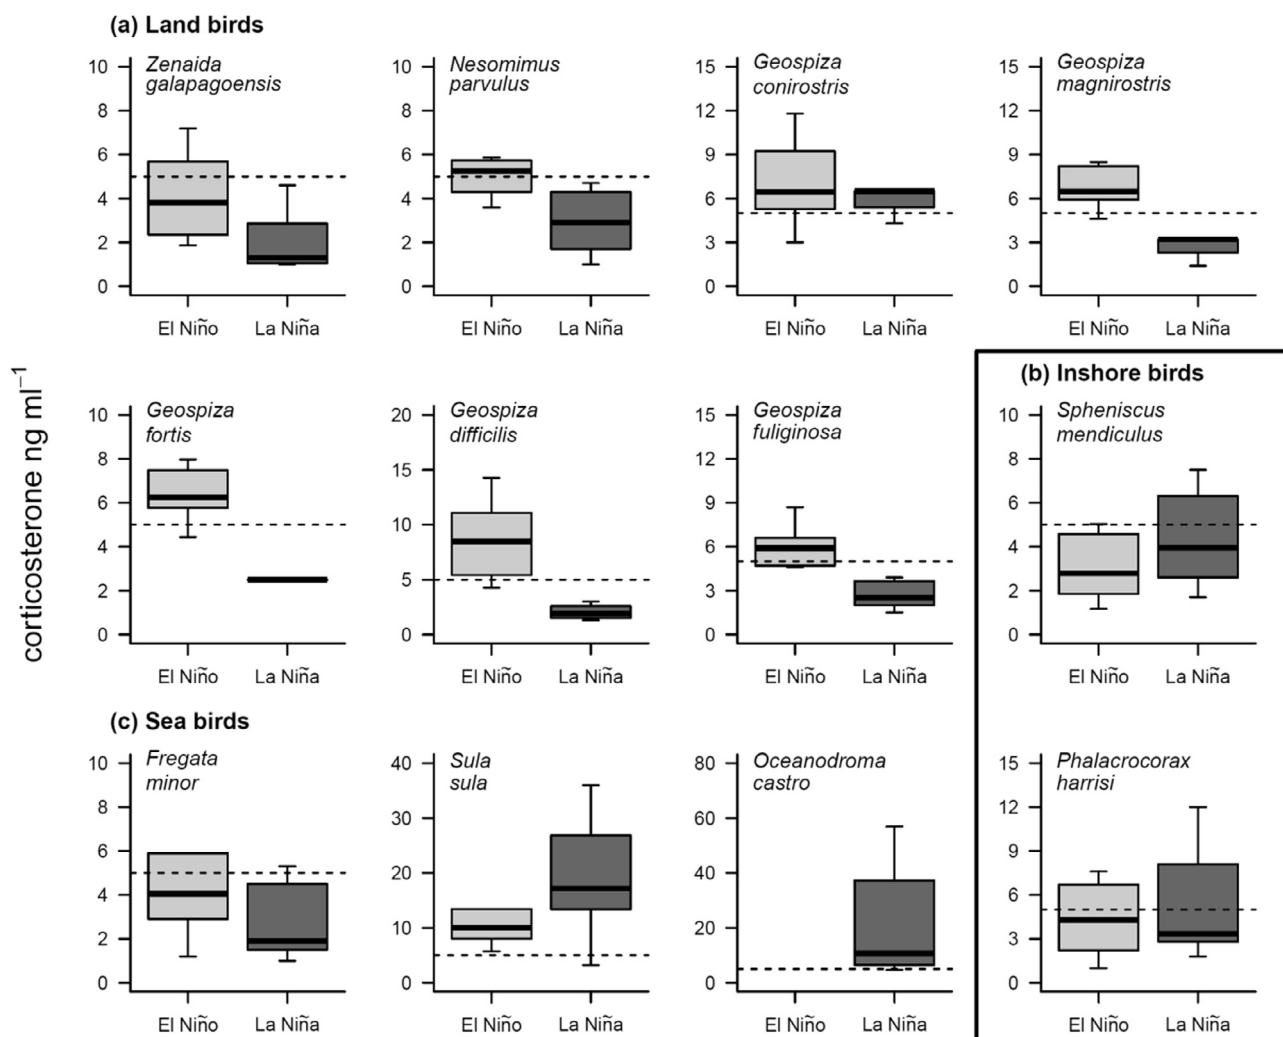 (a) Land birds
Zenaida
galapagoensis
10
8
6
4
2
0
El Niño La Niña
Nesomimus
parvulus
10
8
6
4
2
0
El Niño La Niña
Geospiza
conirostris
15
12
9
6
3
0
El Niño La Niña
Geospiza
magnirostris
15
12
9
6
3
0
El Niño La Niña
corticosterone ng ml⁻¹
Geospiza
fortis
10
8
6
4
2
0
El Niño La Niña
Geospiza
difficilis
20
15
10
5
0
El Niño La Niña
Geospiza
fuliginosa
15
12
9
6
3
0
El Niño La Niña
(b) Inshore birds
Spheniscus
mendiculus
10
8
6
4
2
0
El Niño La Niña
(c) Sea birds
Fregata
minor
10
8
6
4
2
0
El Niño La Niña
Sula
sula
40
30
20
10
0
El Niño La Niña
Oceanodroma
castro
80
60
40
20
0
El Niño La Niña
Phalacrocorax
harrisi
15
12
9
6
3
0
El Niño La Niña